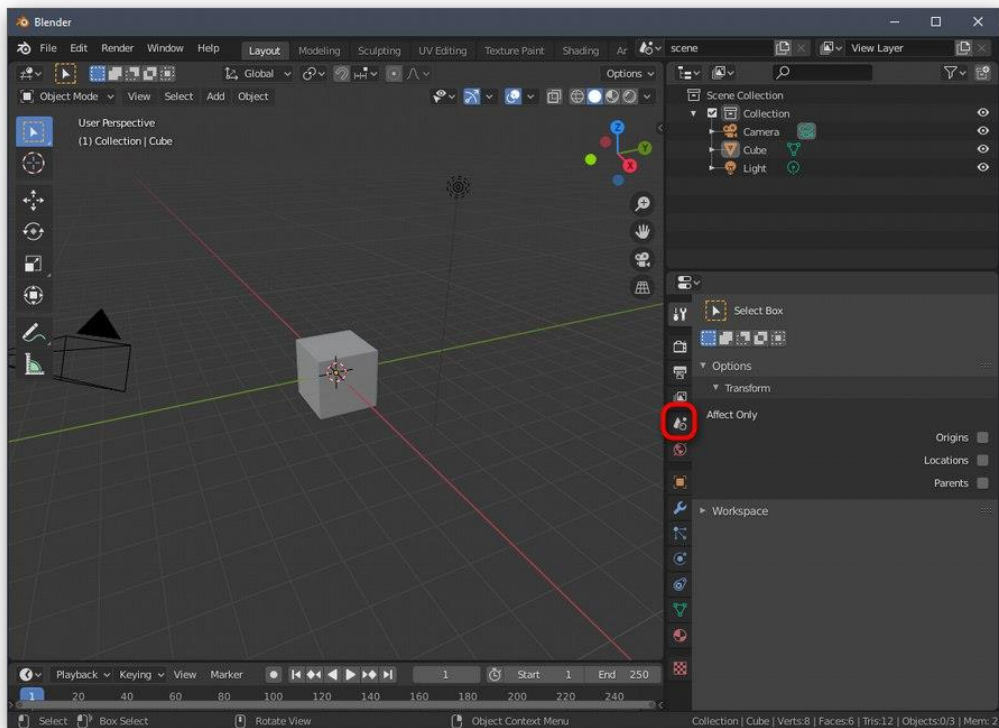 Blender
File Edit Render Window Help Layout Modeling Sculpting UV Editing Texture Paint Shading Ar scene View Layer
Global Options
Object Mode View Select Add Object
User Perspective
(1) Collection | Cube
Z
Y
X
Scene Collection
Collection
Camera
Cube
Light
Select Box
Options
Transform
Affect Only
Origins
Locations
Parents
Workspace
Playback Keying View Marker 1 Start 1 End 250
1 20 40 60 80 100 120 140 160 180 200 220 240
Select Box Select Rotate View Object Context Menu Collection | Cube | Verts:8 | Faces:6 | Tris:12 | Objects:0/3 | Mem: 2